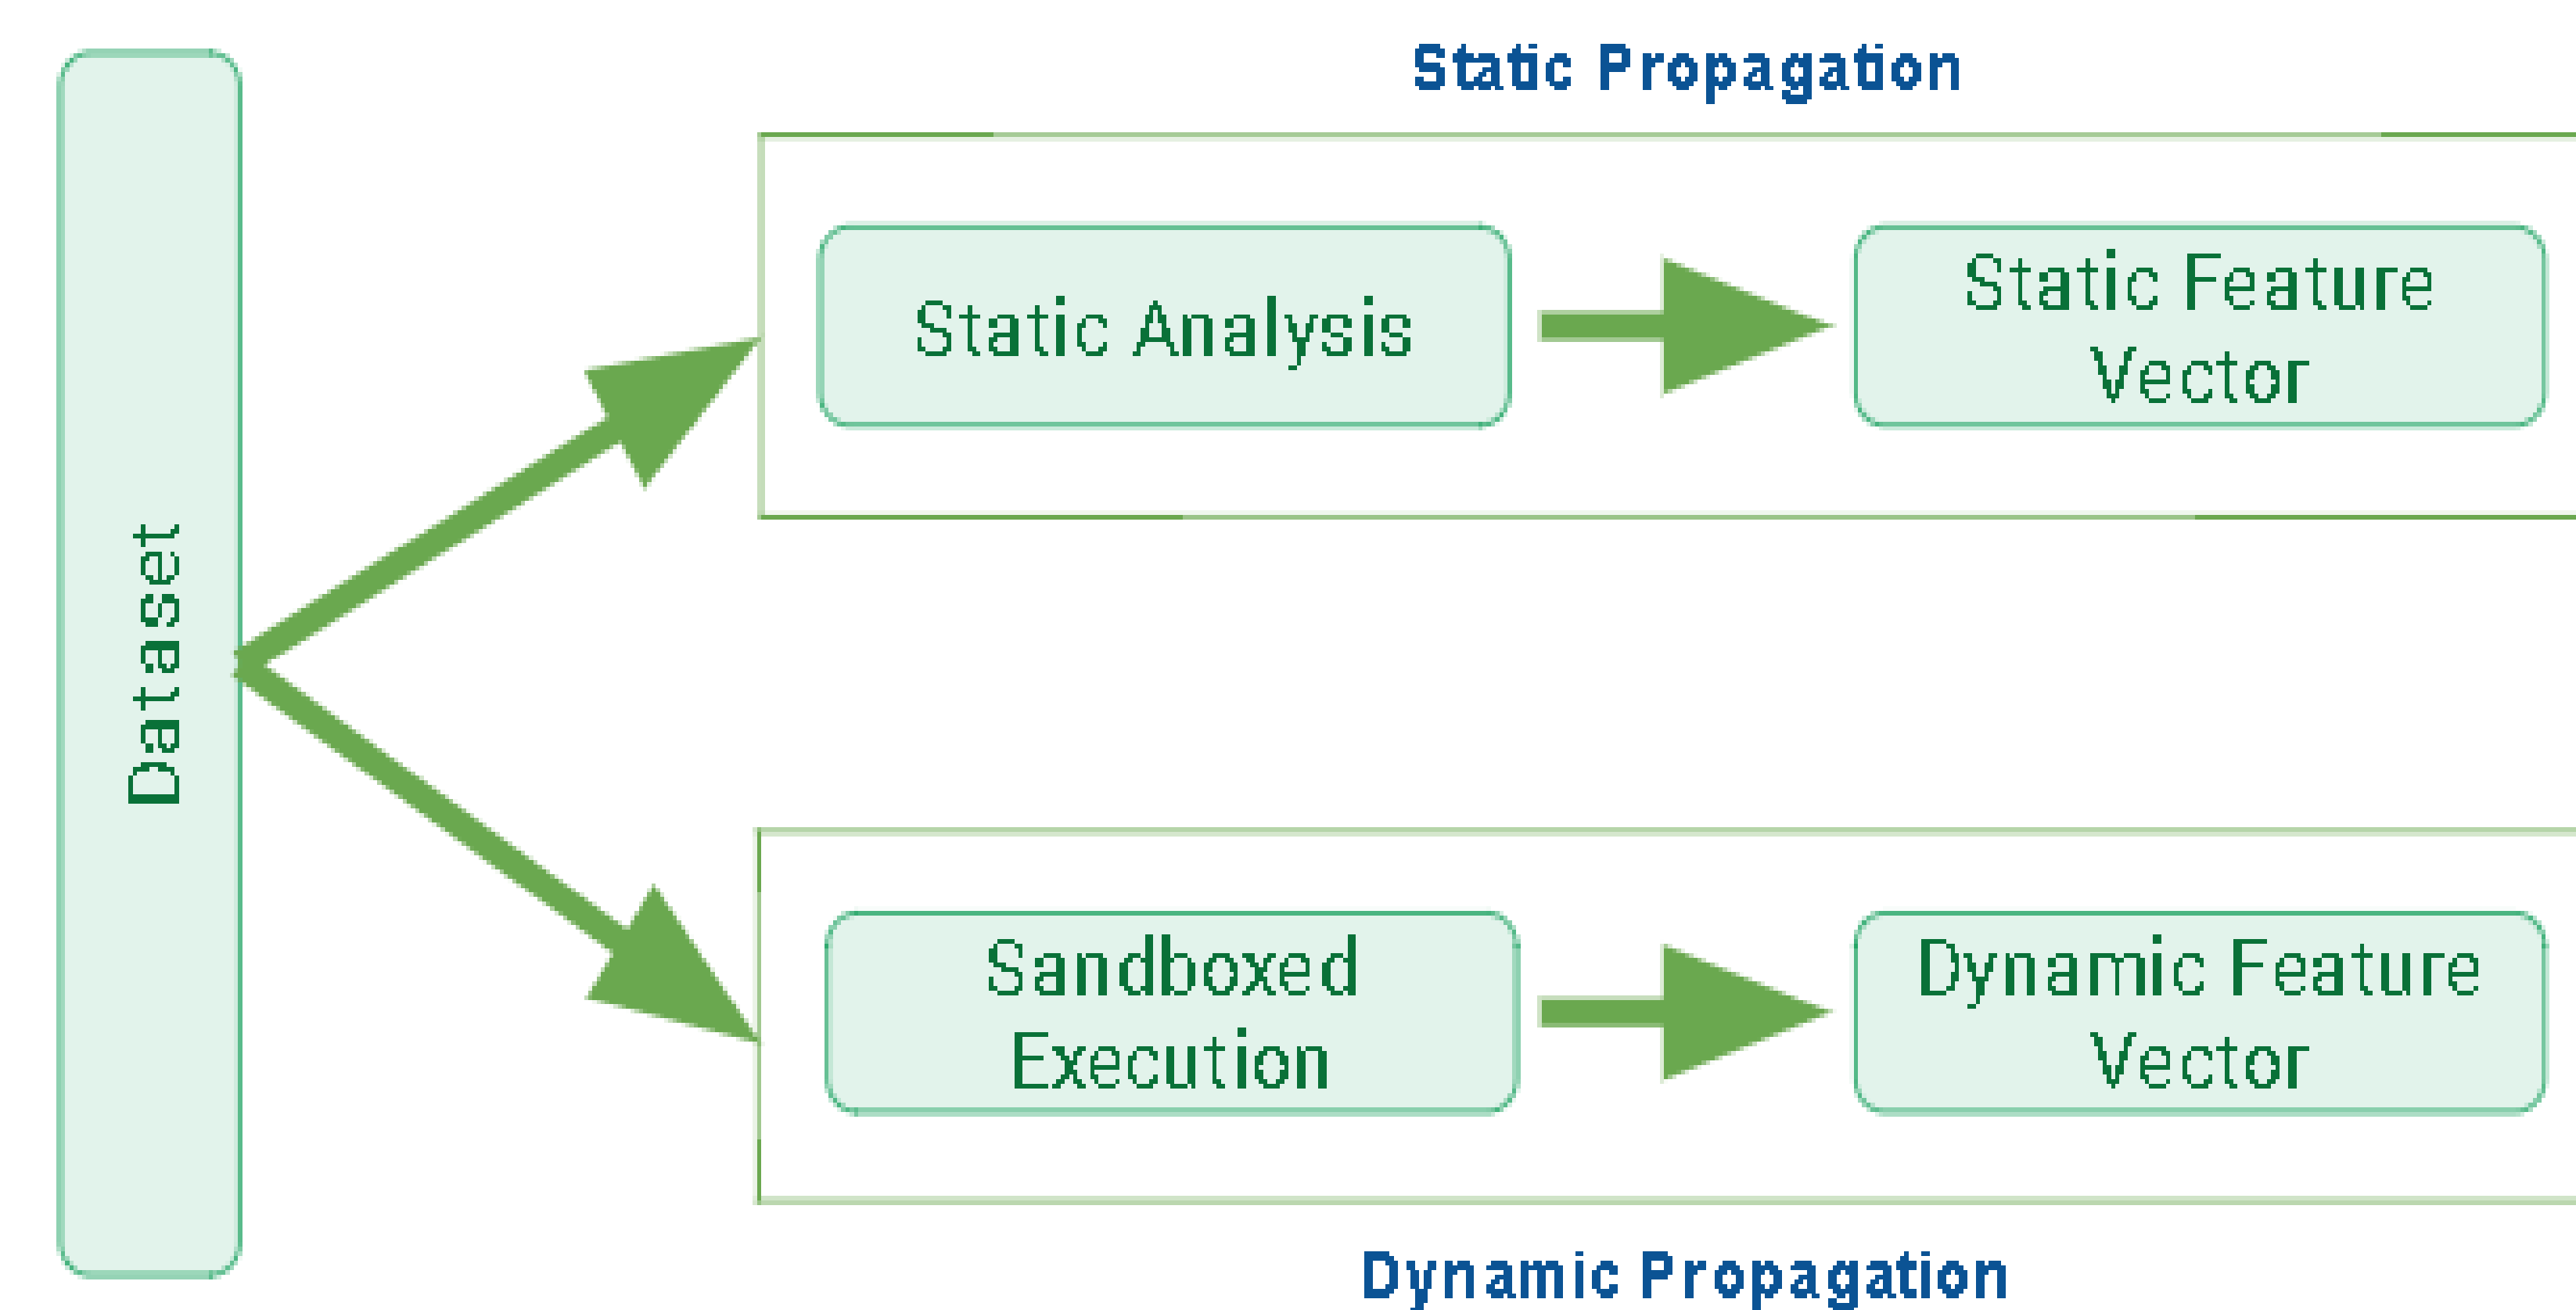 Static Propagation
Static Analysis
Static Feature
Vector
Dataset
Sandboxed
Execution
Dynamic Feature
Vector
Dynamic Propagation